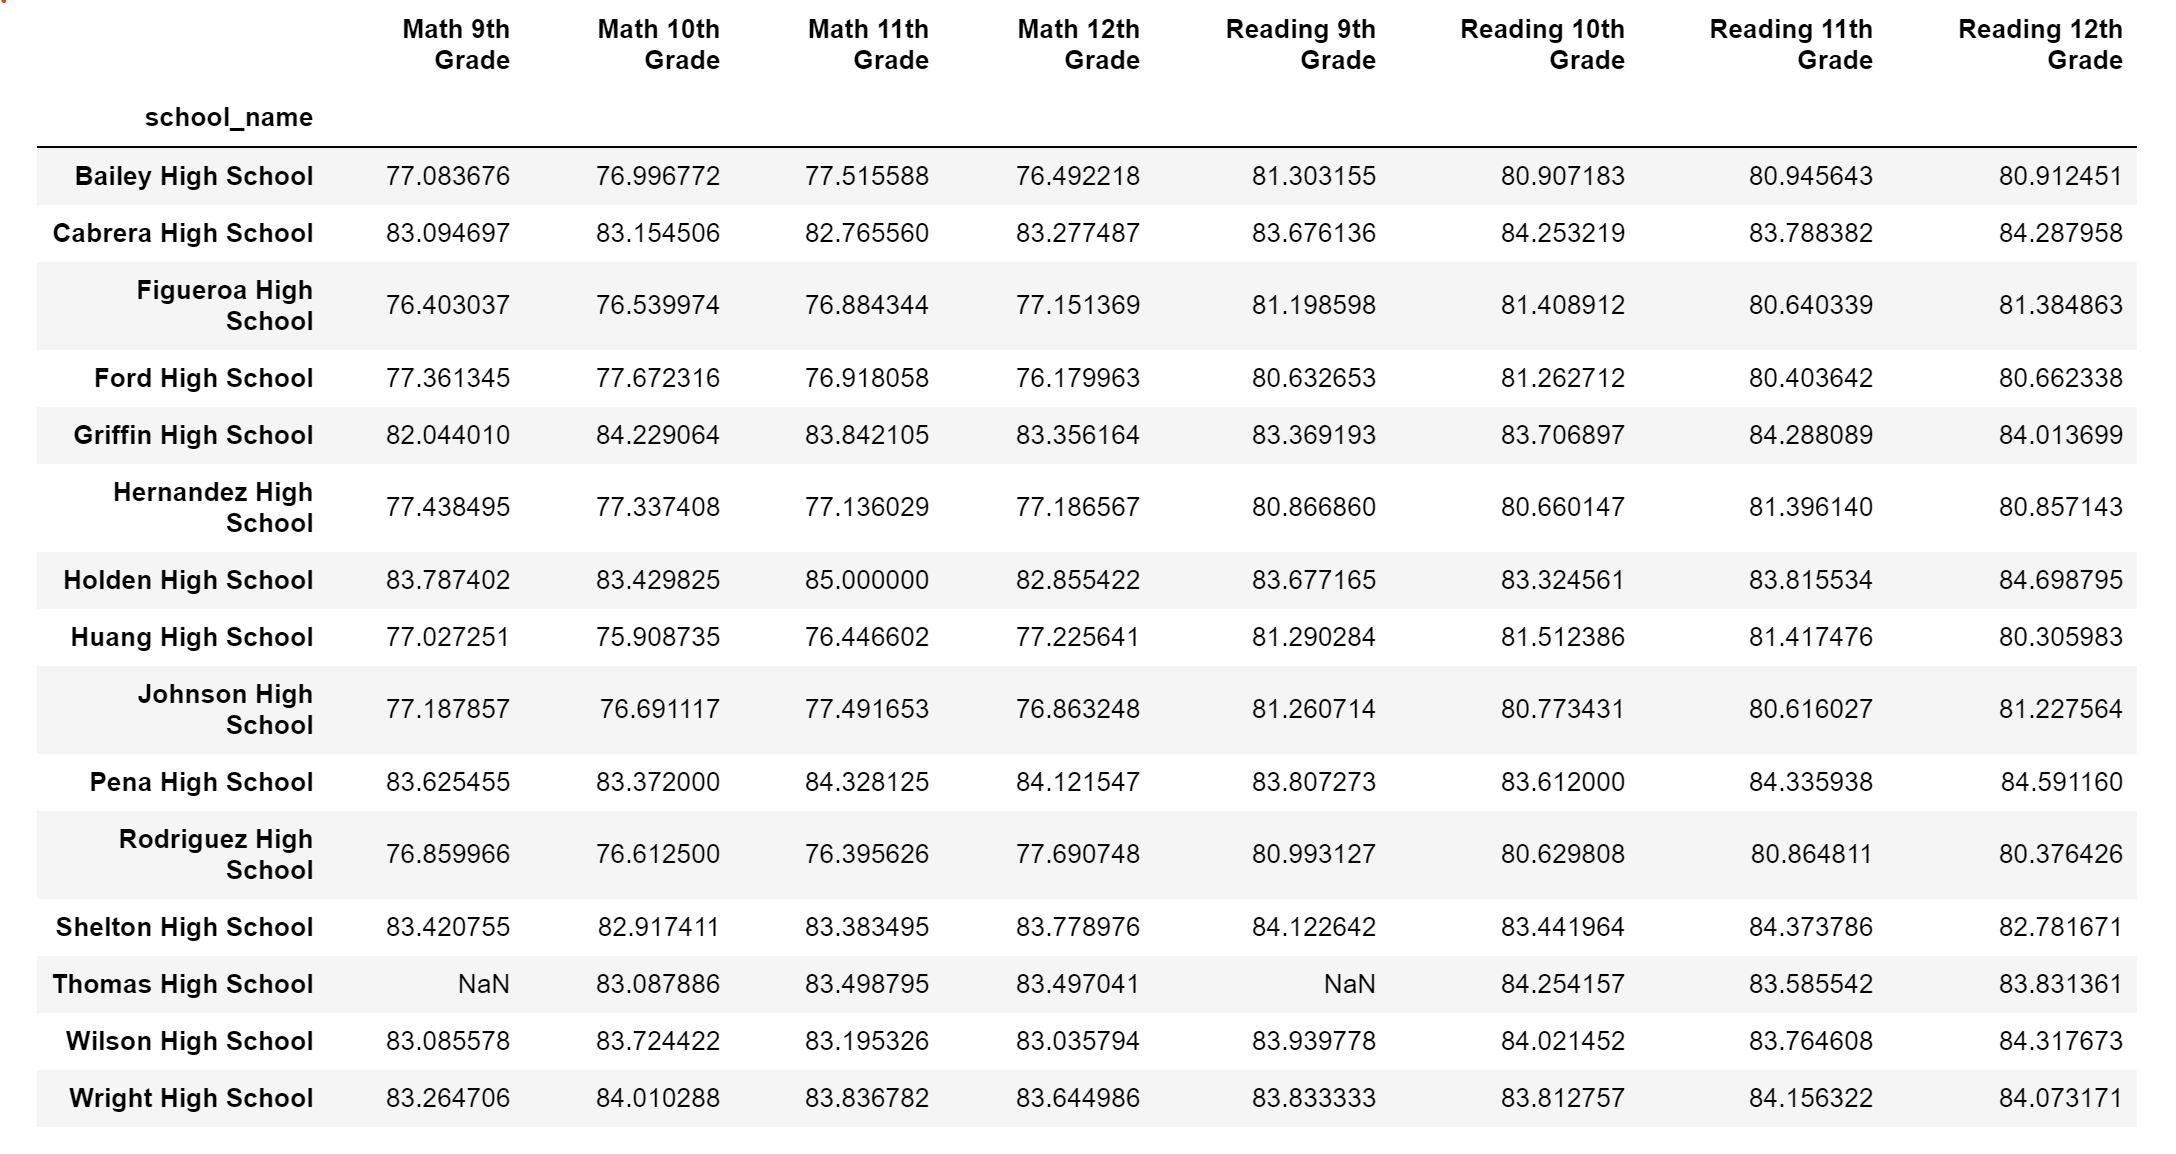 Math 9th Grade Math 10th Grade Math 11th Grade Math 12th Grade Reading 9th Grade Reading 10th Grade Reading 11th Grade Reading 12th Grade
school_name
Bailey High School 77.083676 76.996772 77.515588 76.492218 81.303155 80.907183 80.945643 80.912451
Cabrera High School 83.094697 83.154506 82.765560 83.277487 83.676136 84.253219 83.788382 84.287958
Figueroa High School 76.403037 76.539974 76.884344 77.151369 81.198598 81.408912 80.640339 81.384863
Ford High School 77.361345 77.672316 76.918058 76.179963 80.632653 81.262712 80.403642 80.662338
Griffin High School 82.044010 84.229064 83.842105 83.356164 83.369193 83.706897 84.288089 84.013699
Hernandez High School 77.438495 77.337408 77.136029 77.186567 80.866860 80.660147 81.396140 80.857143
Holden High School 83.787402 83.429825 85.000000 82.855422 83.677165 83.324561 83.815534 84.698795
Huang High School 77.027251 75.908735 76.446602 77.225641 81.290284 81.512386 81.417476 80.305983
Johnson High School 77.187857 76.691117 77.491653 76.863248 81.260714 80.773431 80.616027 81.227564
Pena High School 83.625455 83.372000 84.328125 84.121547 83.807273 83.612000 84.335938 84.591160
Rodriguez High School 76.859966 76.612500 76.395626 77.690748 80.993127 80.629808 80.864811 80.376426
Shelton High School 83.420755 82.917411 83.383495 83.778976 84.122642 83.441964 84.373786 82.781671
Thomas High School NaN 83.087886 83.498795 83.497041 NaN 84.254157 83.585542 83.831361
Wilson High School 83.085578 83.724422 83.195326 83.035794 83.939778 84.021452 83.764608 84.317673
Wright High School 83.264706 84.010288 83.836782 83.644986 83.833333 83.812757 84.156322 84.073171